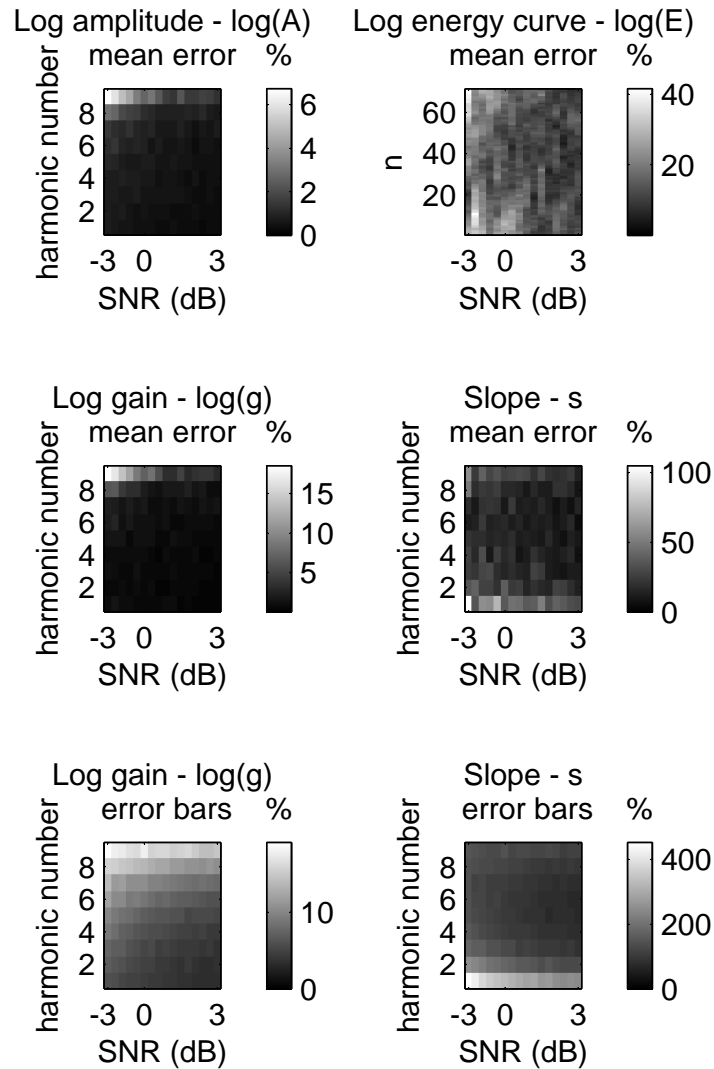 Log amplitude - log(A)
mean error %
harmonic number
8
6
4
2
-3 0 3
SNR (dB)
6
4
2
0
Log energy curve - log(E)
mean error %
n
60
40
20
-3 0 3
SNR (dB)
40
20
Log gain - log(g)
mean error %
harmonic number
8
6
4
2
-3 0 3
SNR (dB)
15
10
5
Slope - s
mean error %
harmonic number
8
6
4
2
-3 0 3
SNR (dB)
100
50
0
Log gain - log(g)
error bars %
harmonic number
8
6
4
2
-3 0 3
SNR (dB)
10
0
Slope - s
error bars %
harmonic number
8
6
4
2
-3 0 3
SNR (dB)
400
200
0